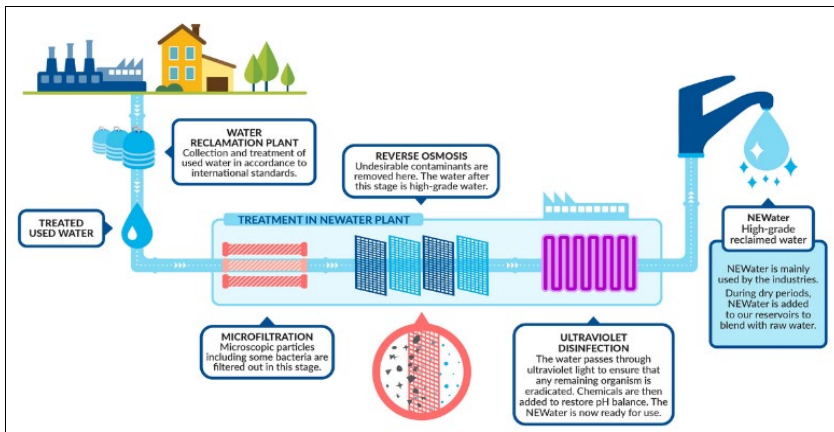 WATER
RECLAMATION PLANT
Collection and treatment of
used water in accordance to
international standards.
REVERSE OSMOSIS
Undesirable contaminants are
removed here. The water after
this stage is high-grade water.
TREATED
USED WATER
TREATMENT IN NEWATER PLANT
NEWater
High-grade
reclaimed water
NEWater is mainly
used by the industries.
During dry periods,
NEWater is added
to our reservoirs to
blend with raw water.
MICROFILTRATION
Microscopic particles
including some bacteria are
filtered out in this stage.
ULTRAVIOLET
DISINFECTION
The water passes through
ultraviolet light to ensure that
any remaining organism is
eradicated. Chemicals are then
added to restore pH balance. The
NEWater is now ready for use.